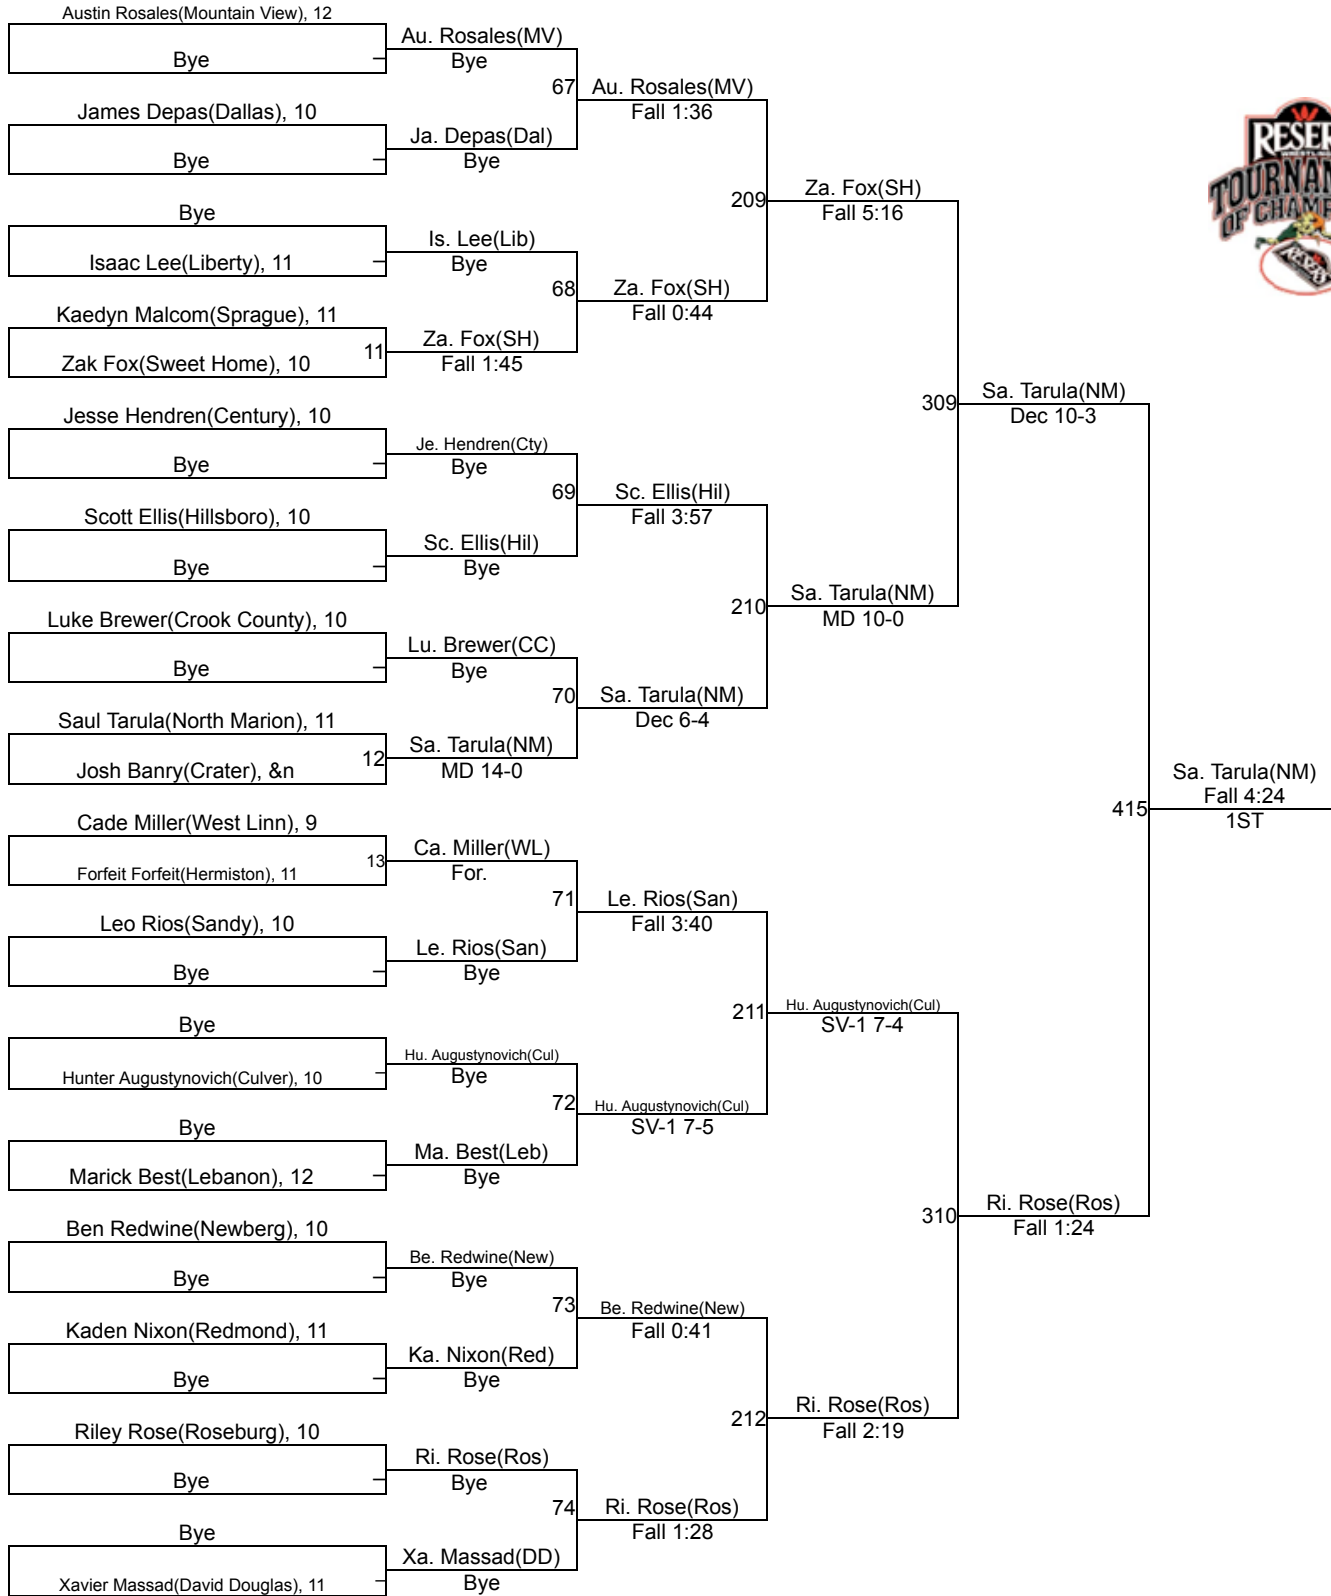 Austin Rosales(Mountain View), 12
Bye
Au. Rosales(MV)
Bye
67
Au. Rosales(MV)
Fall 1:36
James Depas(Dallas), 10
Bye
Ja. Depas(Dal)
Bye
209
Za. Fox(SH)
Fall 5:16
Bye
Isaac Lee(Liberty), 11
Is. Lee(Lib)
Bye
68
Za. Fox(SH)
Fall 0:44
Kaedyn Malcom(Sprague), 11
Zak Fox(Sweet Home), 10
11
Za. Fox(SH)
Fall 1:45
309
Sa. Tarula(NM)
Dec 10-3
Jesse Hendren(Century), 10
Bye
Je. Hendren(Cty)
Bye
69
Sc. Ellis(Hil)
Fall 3:57
Scott Ellis(Hillsboro), 10
Bye
Sc. Ellis(Hil)
Bye
210
Sa. Tarula(NM)
MD 10-0
Luke Brewer(Crook County), 10
Bye
Lu. Brewer(CC)
Bye
70
Sa. Tarula(NM)
Dec 6-4
Saul Tarula(North Marion), 11
Josh Banry(Crater), &n
12
Sa. Tarula(NM)
MD 14-0
415
Sa. Tarula(NM)
Fall 4:24
1ST
Cade Miller(West Linn), 9
Forfeit Forfeit(Hermiston), 11
13
Ca. Miller(WL)
For.
71
Le. Rios(San)
Fall 3:40
Leo Rios(Sandy), 10
Bye
Le. Rios(San)
Bye
211
Hu. Augustynovich(Cul)
SV-1 7-4
Bye
Hunter Augustynovich(Culver), 10
Hu. Augustynovich(Cul)
Bye
72
Hu. Augustynovich(Cul)
SV-1 7-5
Bye
Marick Best(Lebanon), 12
Ma. Best(Leb)
Bye
310
Ri. Rose(Ros)
Fall 1:24
Ben Redwine(Newberg), 10
Bye
Be. Redwine(New)
Bye
73
Be. Redwine(New)
Fall 0:41
Kaden Nixon(Redmond), 11
Bye
Ka. Nixon(Red)
Bye
212
Ri. Rose(Ros)
Fall 2:19
Riley Rose(Roseburg), 10
Bye
Ri. Rose(Ros)
Bye
74
Ri. Rose(Ros)
Fall 1:28
Bye
Xavier Massad(David Douglas), 11
Xa. Massad(DD)
Bye
RESER
TOURNAM
OF CHAMP